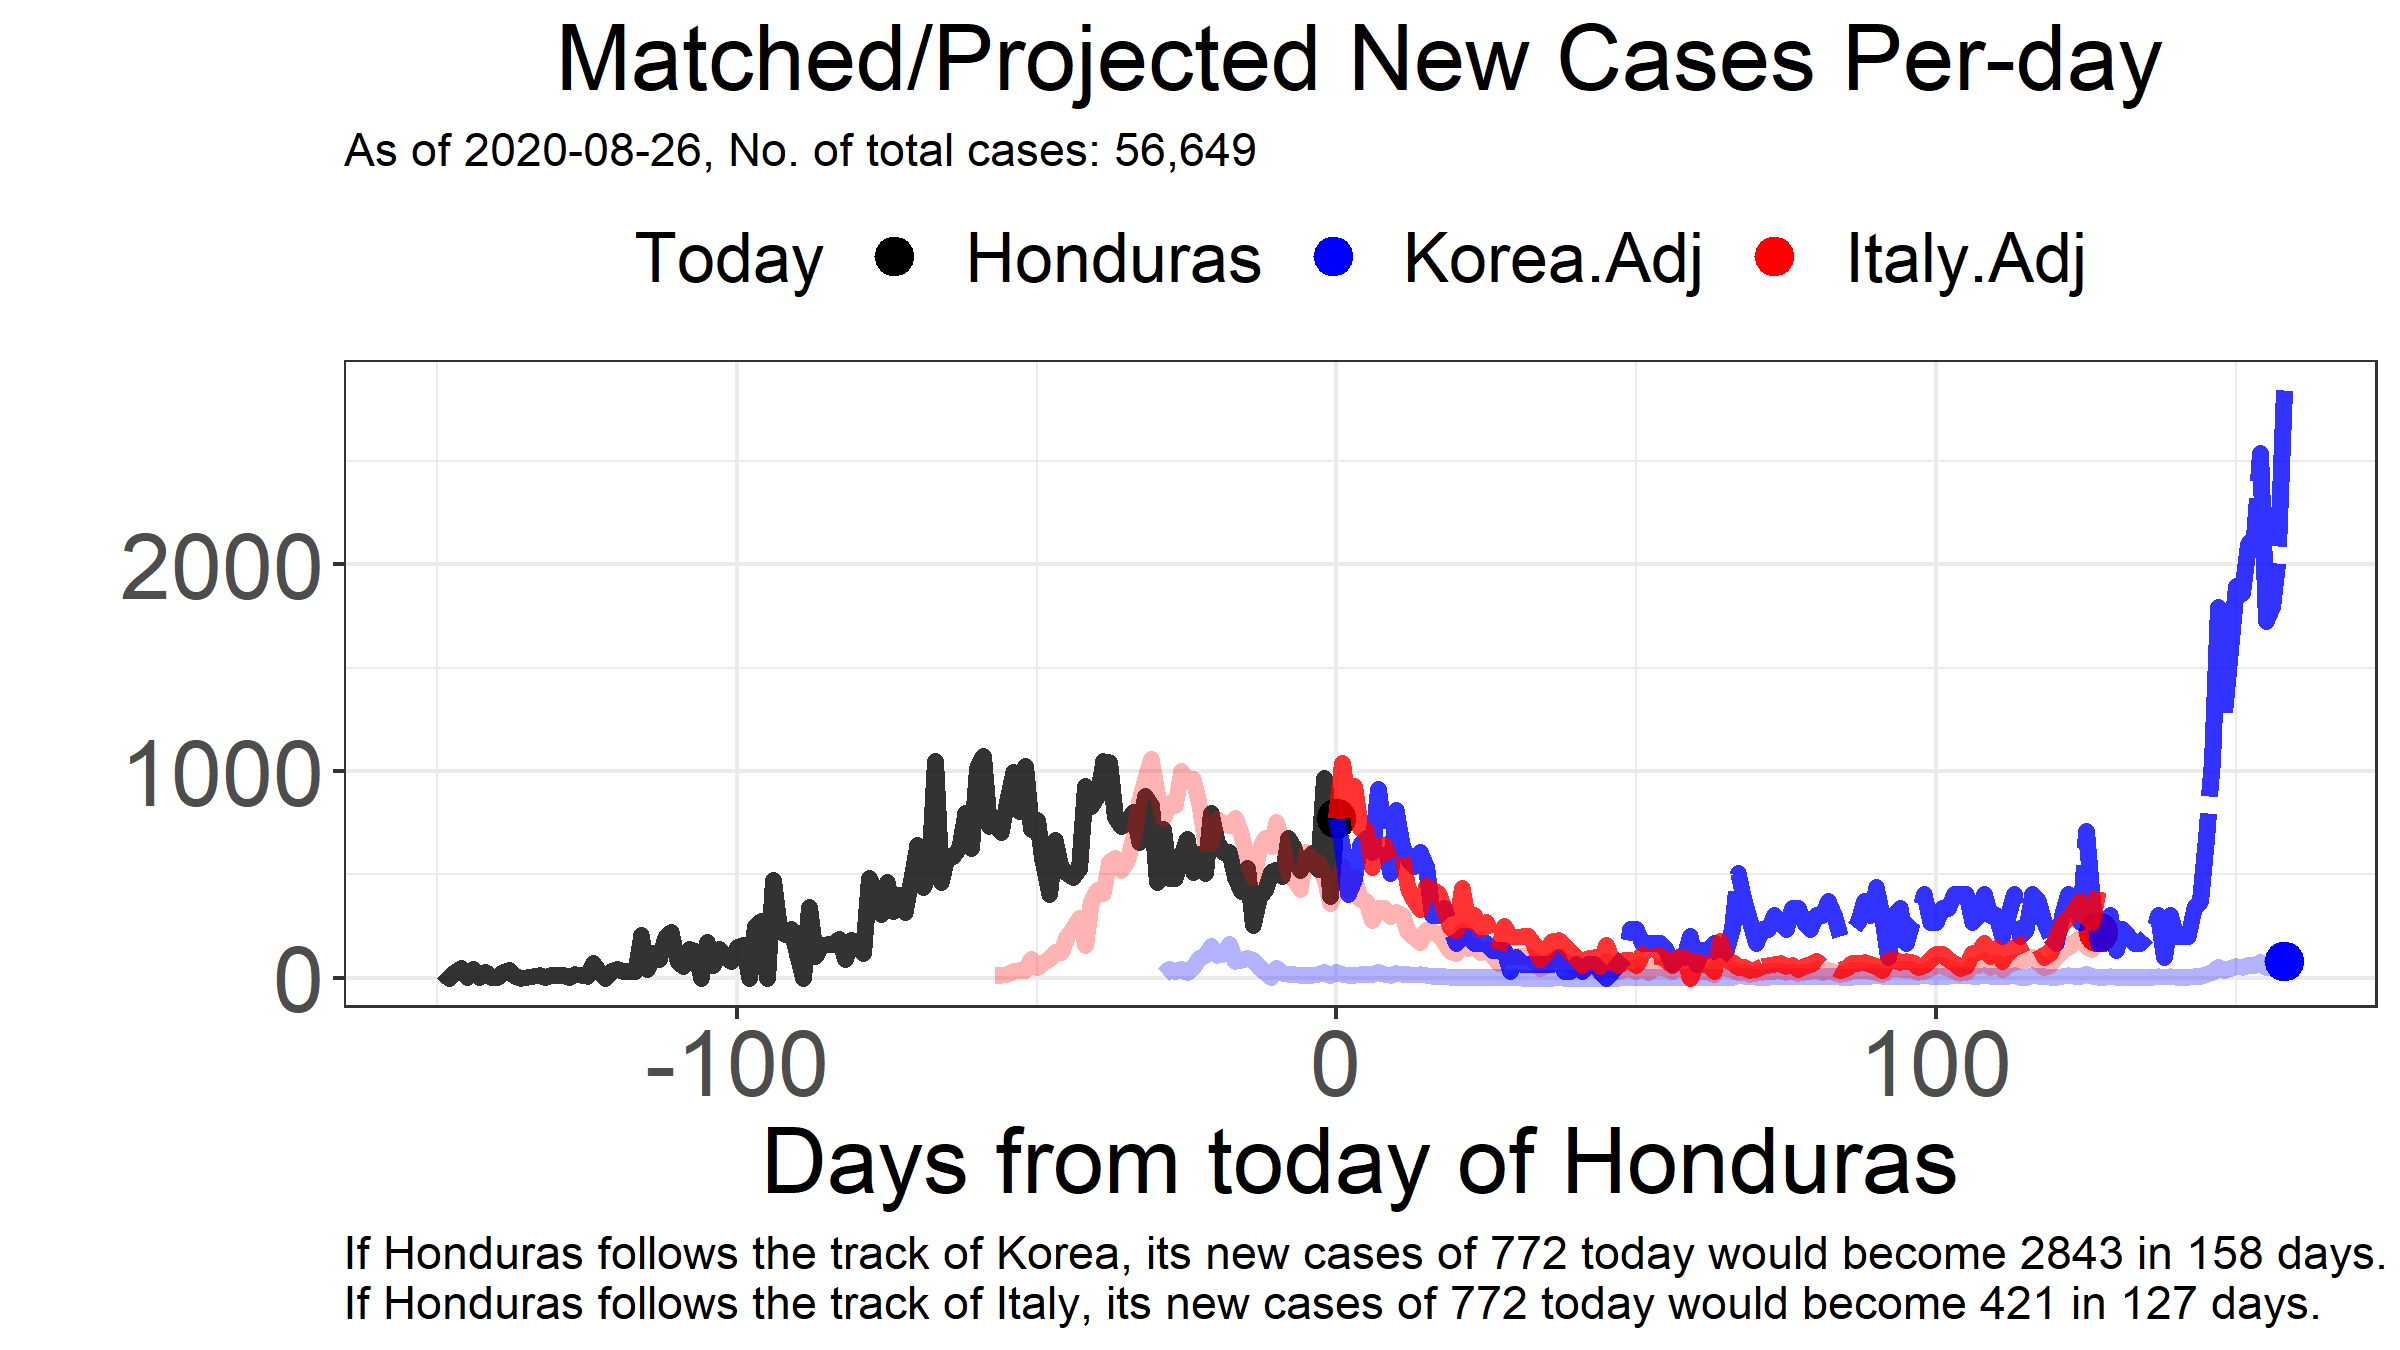 Matched/Projected New Cases Per-day
As of 2020-08-26, No. of total cases: 56,649
Today Honduras Korea.Adj Italy.Adj
2000
1000
0
-100 0 100
Days from today of Honduras
If Honduras follows the track of Korea, its new cases of 772 today would become 2843 in 158 days.
If Honduras follows the track of Italy, its new cases of 772 today would become 421 in 127 days.